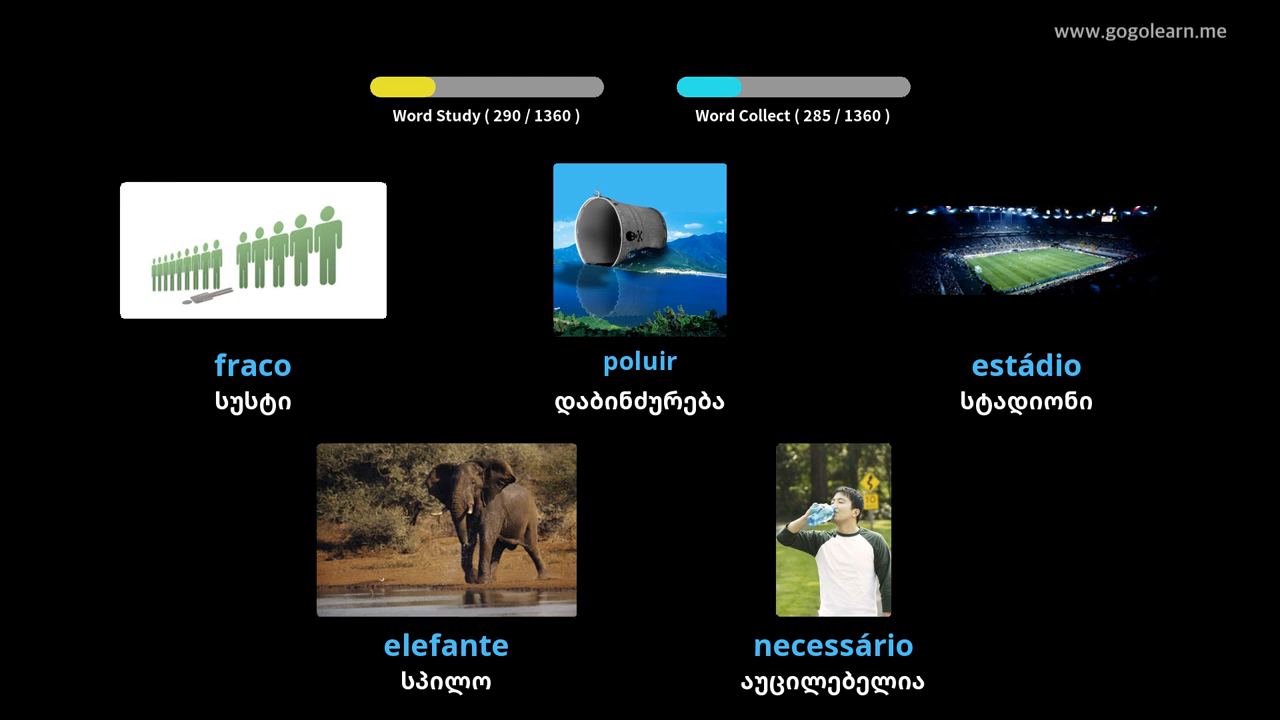 www.gogolearn.me
Word Study ( 290 / 1360 )
Word Collect ( 285 / 1360 )
fraco
სუსტი
poluir
დაბინძურება
estádio
სტადიონი
elefante
სპილო
necessário
აუცილებელია